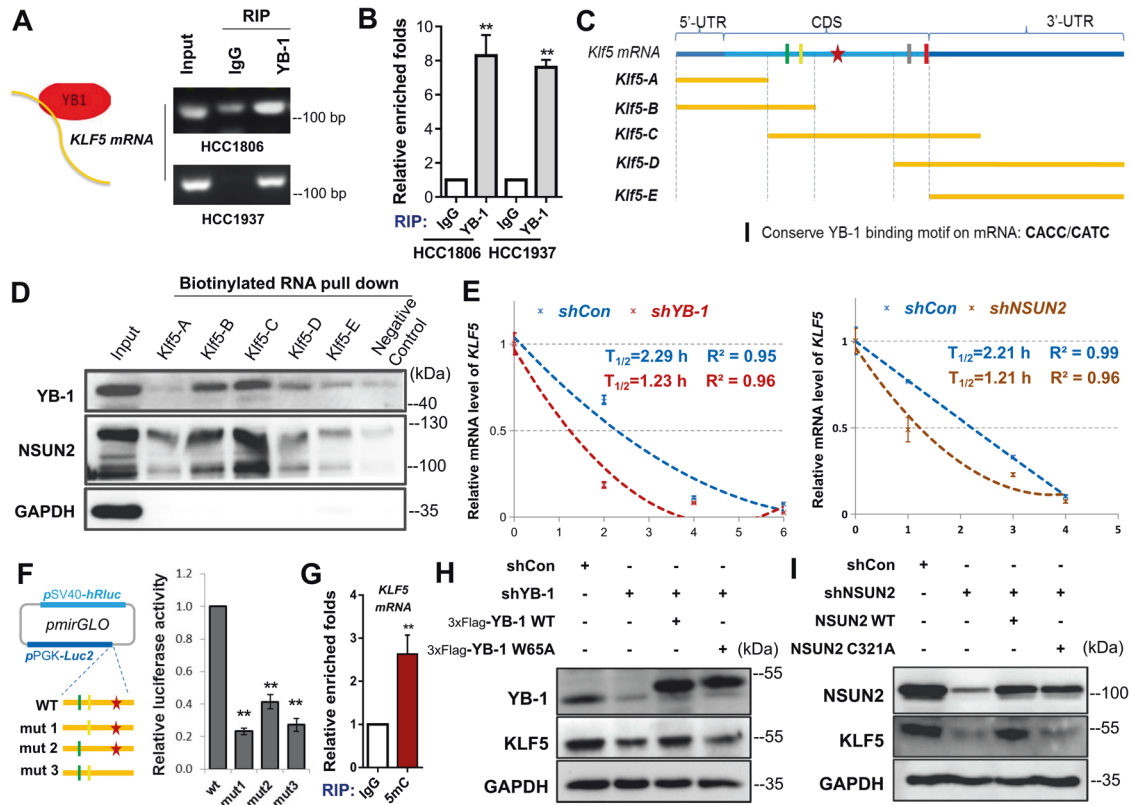 A
RIP
Input
IgG
YB-1
YB1
KLF5 mRNA
--100 bp
HCC1806
--100 bp
HCC1937
B
Relative enriched folds
10
8
6
4
2
0
**
**
RIP:
IgG
YB-1
IgG
YB-1
HCC1806
HCC1937
C
5'-UTR
CDS
3'-UTR
Klf5 mRNA
Klf5-A
Klf5-B
Klf5-C
Klf5-D
Klf5-E
Conserve YB-1 binding motif on mRNA: CACC/CATC
D
Biotinylated RNA pull down
Input
Klf5-A
Klf5-B
Klf5-C
Klf5-D
Klf5-E
Negative
Control
(kDa)
YB-1
--40
--130
NSUN2
--100
GAPDH
--35
E
Relative mRNA level of KLF5
shCon
shYB-1
T1/2=2.29 h R² = 0.95
T1/2=1.23 h R² = 0.96
1
0.5
1
0
2
4
6
Relative mRNA level of KLF5
shCon
shNSUN2
T1/2=2.21 h R² = 0.99
T1/2=1.21 h R² = 0.96
1
0.5
1
0
1
2
3
4
5
F
pSV40-hRluc
pmirGLO
pPGK-Luc2
WT
mut 1
mut 2
mut 3
Relative luciferase activity
1.2
1.0
0.8
0.6
0.4
0.2
0.0
**
**
**
wt
mut1
mut2
mut3
G
KLF5
mRNA
Relative enriched folds
4
3
2
1
0
**
RIP:
IgG
5mC
H
shCon + - - -
shYB-1 - + + +
3xFlag-YB-1 WT - - + -
3xFlag-YB-1 W65A - - - + (kDa)
YB-1
--55
KLF5
--55
GAPDH
--35
I
shCon + - - -
shNSUN2 - + + +
NSUN2 WT - - + -
NSUN2 C321A - - - + (kDa)
NSUN2
--100
KLF5
--55
GAPDH
--35